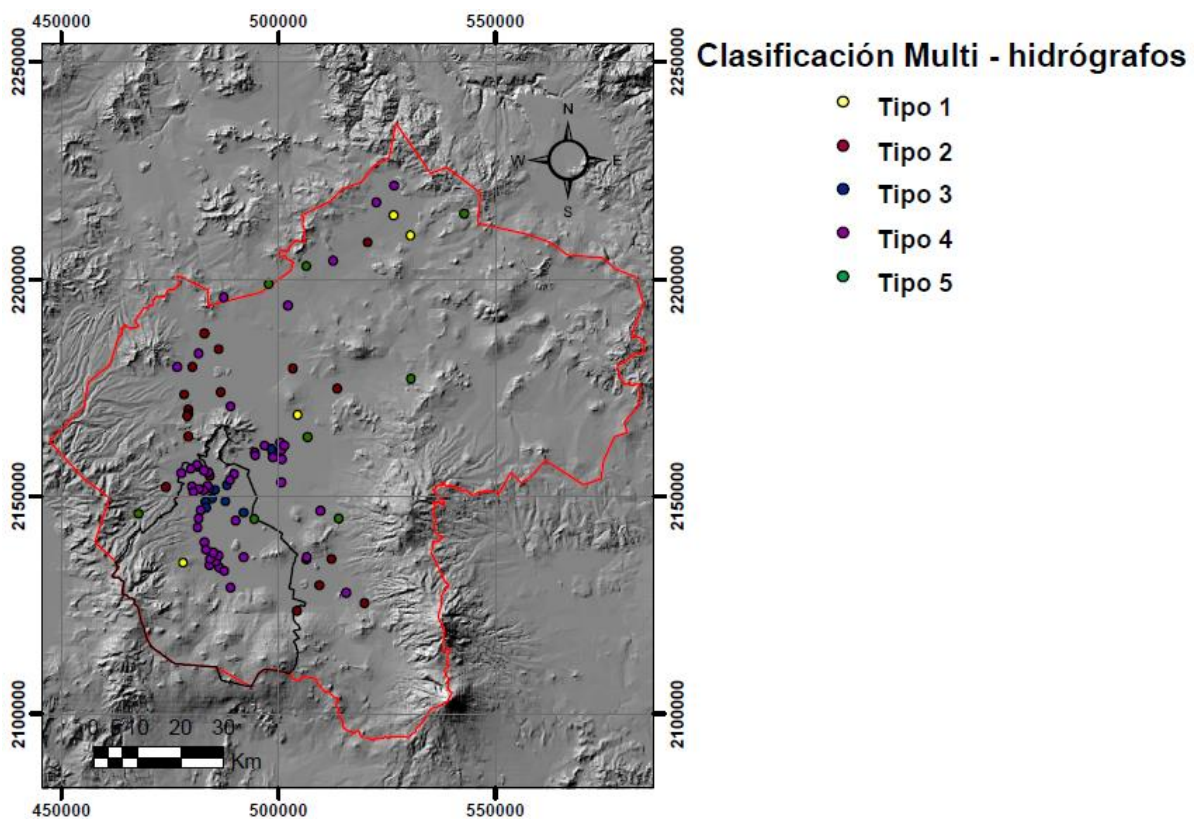 450000 500000 550000
2250000 2250000
Clasificación Multi - hidrógrafos
Tipo 1
Tipo 2
Tipo 3
Tipo 4
Tipo 5
N
W E
S
2200000 2200000
2150000 2150000
2100000 2100000
0 5 10 20 30
Km
450000 500000 550000